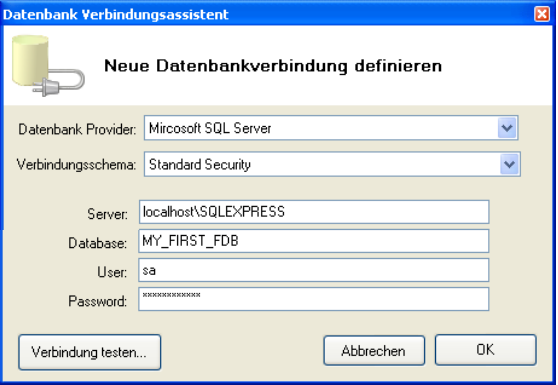 Datenbank Verbindungsassistent
Neue Datenbankverbindung definieren
Datenbank Provider: Mircosoft SQL Server
Verbindungsschema: Standard Security
Server: localhost\SQLEXPRESS
Database: MY_FIRST_FDB
User: sa
Password: ************
Verbindung testen... Abbrechen OK